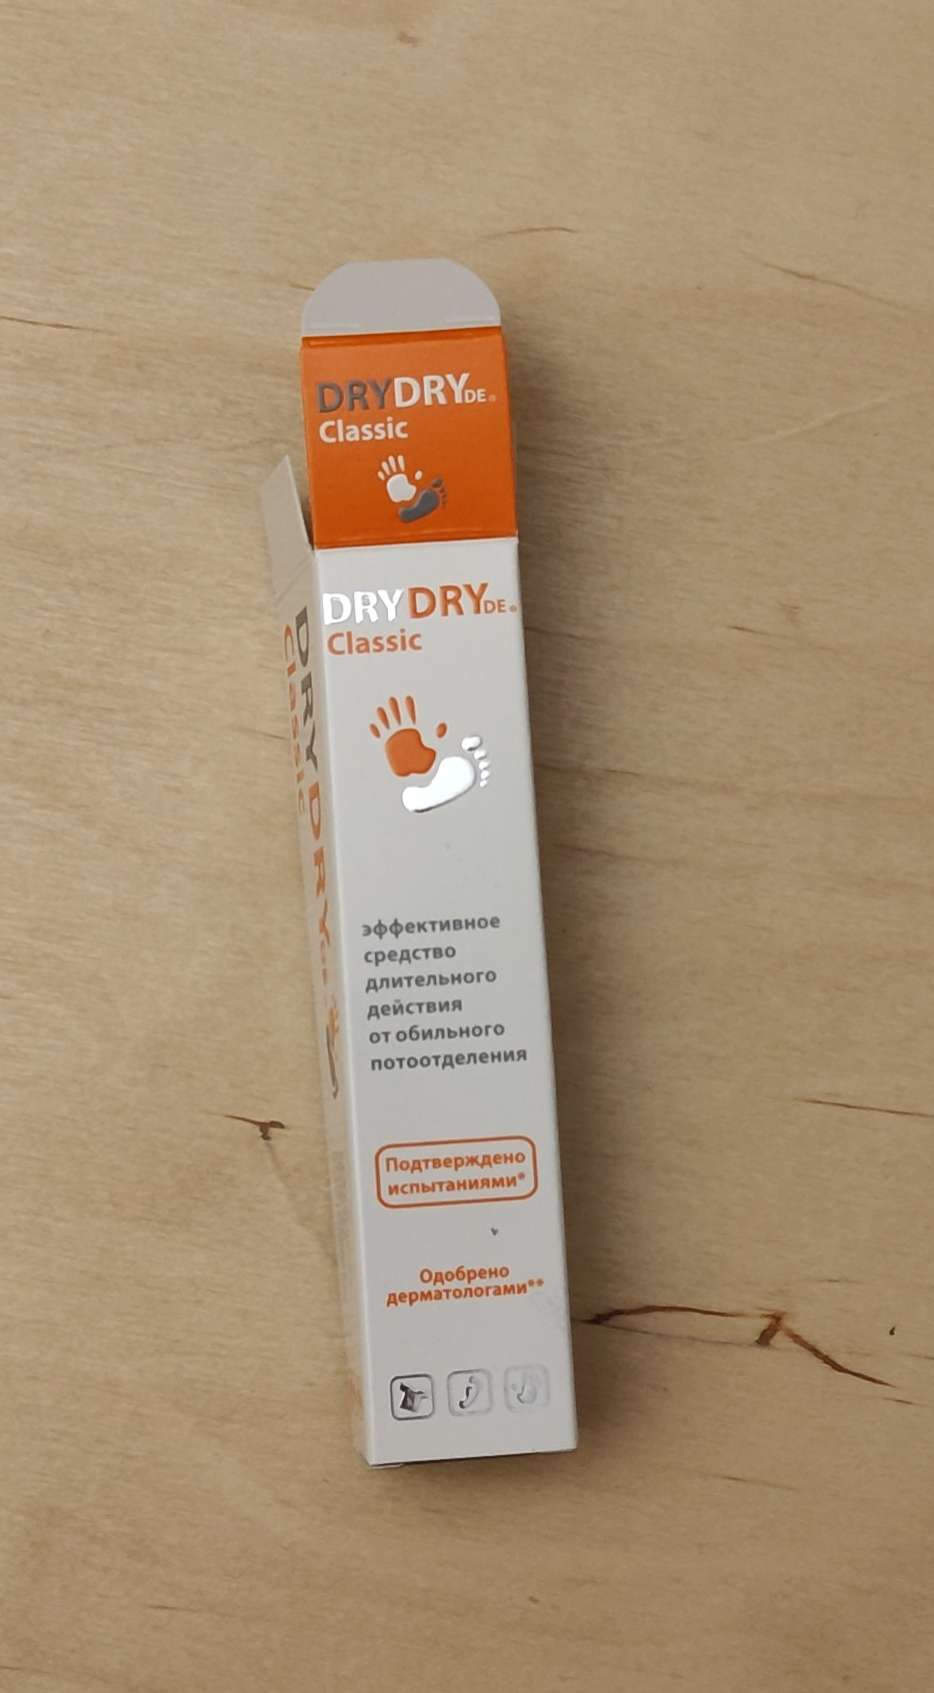 DRYDRYDE®
Classic
DRYDRYDE®
Classic
эффективное
средство
длительного
действия
от обильного
потоотделения
Подтверждено
испытаниями*
Одобрено
дерматологами**
DRYDRY
Classic